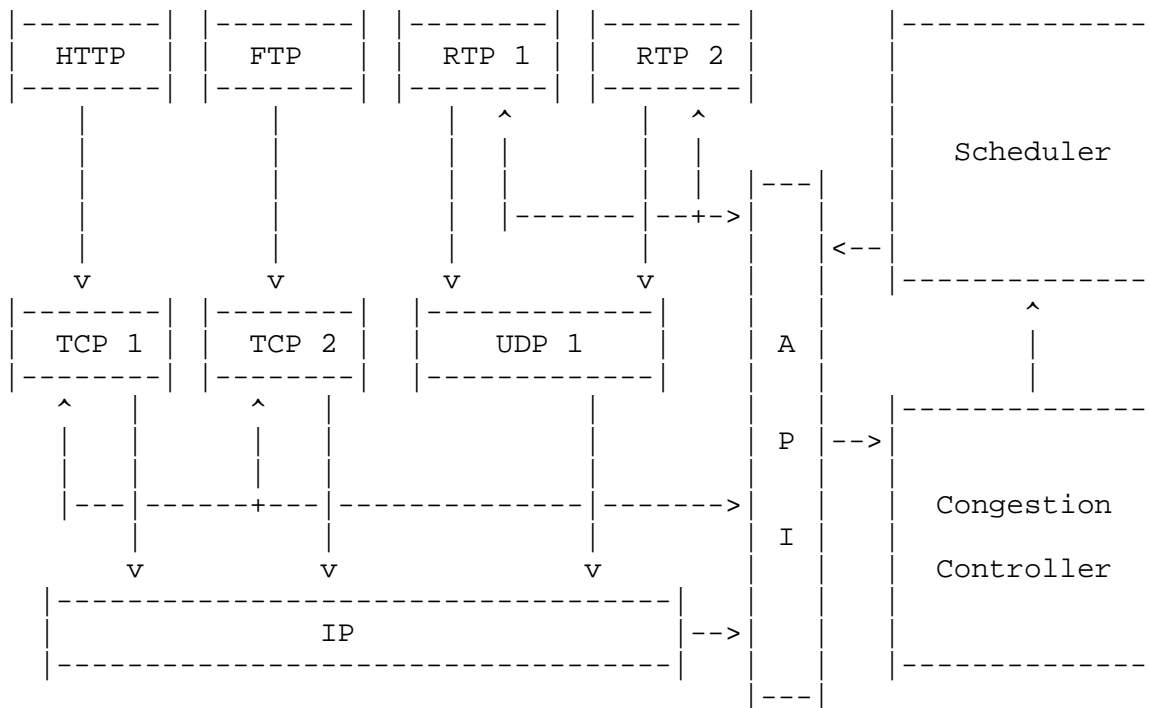 HTTP FTP RTP 1 RTP 2
Scheduler
TCP 1 TCP 2 UDP 1 A
P
Congestion
I
Controller
IP